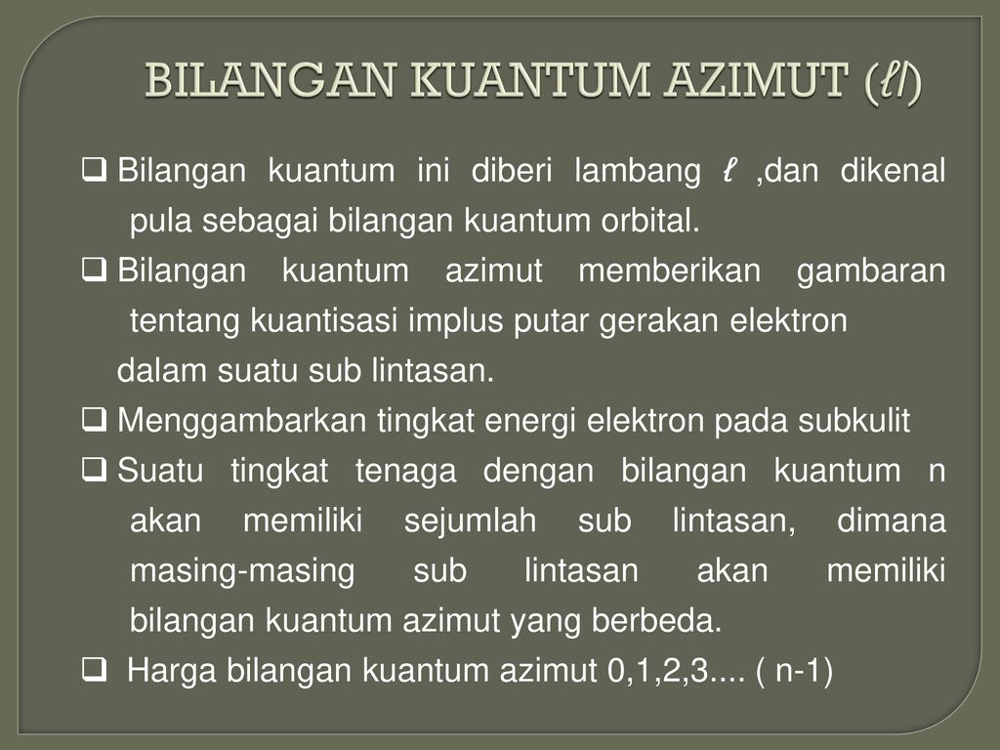 BILANGAN KUANTUM AZIMUT (ℓl)
❑ Bilangan kuantum ini diberi lambang ℓ ,dan dikenal
pula sebagai bilangan kuantum orbital.
❑ Bilangan kuantum azimut memberikan gambaran
tentang kuantisasi implus putar gerakan elektron
dalam suatu sub lintasan.
❑ Menggambarkan tingkat energi elektron pada subkulit
❑ Suatu tingkat tenaga dengan bilangan kuantum n
akan memiliki sejumlah sub lintasan, dimana
masing-masing sub lintasan akan memiliki
bilangan kuantum azimut yang berbeda.
❑ Harga bilangan kuantum azimut 0,1,2,3.... ( n-1)